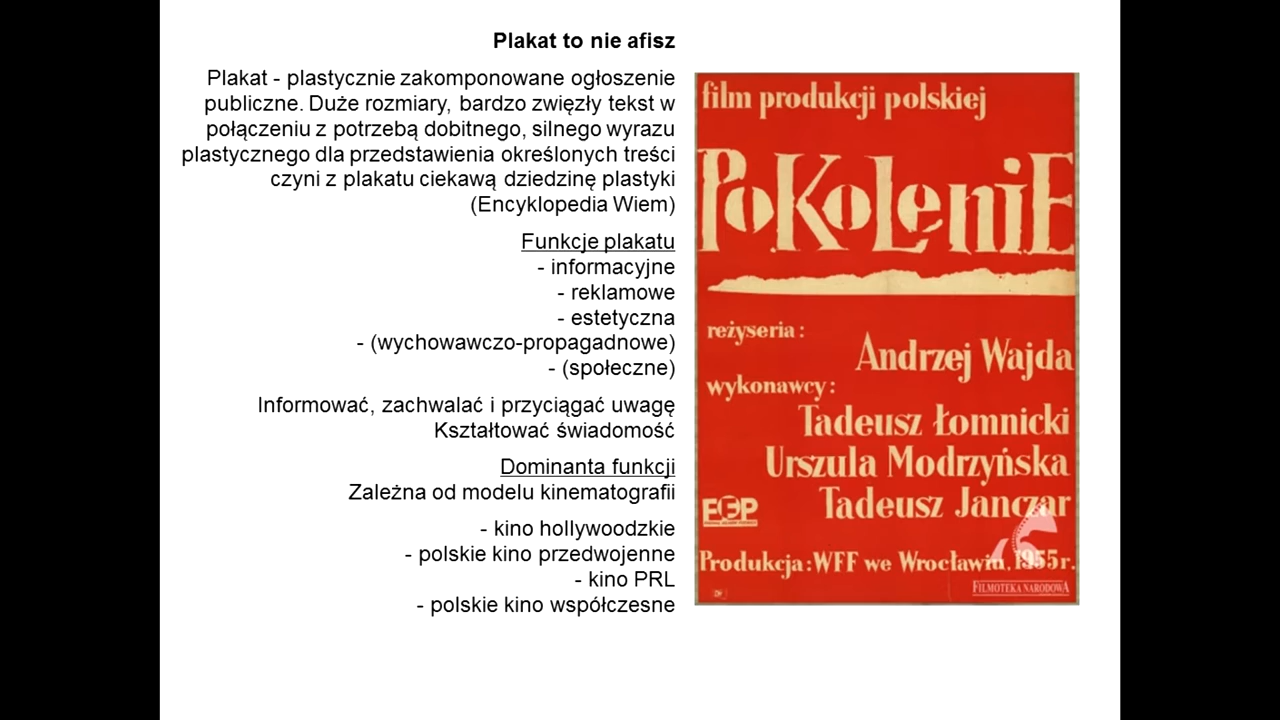 Plakat to nie afisz
Plakat - plastycznie zakomponowane ogłoszenie
publiczne. Duże rozmiary, bardzo zwięzły tekst w
połączeniu z potrzebą dobitnego, silnego wyrazu
plastycznego dla przedstawienia określonych treści
czyni z plakatu ciekawą dziedzinę plastyki
(Encyklopedia Wiem)
Funkcje plakatu
- informacyjne
- reklamowe
- estetyczna
- (wychowawczo-propagadnowe)
- (społeczne)
Informować, zachwalać i przyciągać uwagę
Kształtować świadomość
Dominanta funkcji
Zależna od modelu kinematografii
- kino hollywoodzkie
- polskie kino przedwojenne
- kino PRL
- polskie kino współczesne
film produkcji polskiej
PoKoLeniE
reżyseria:
Andrzej Wajda
wykonawcy:
Tadeusz Łomnicki
Urszula Modrzyńska
Tadeusz Janczar
Produkcja: WFF we Wrocławiu, 1955 r.
FILMOTEKA NARODOWA